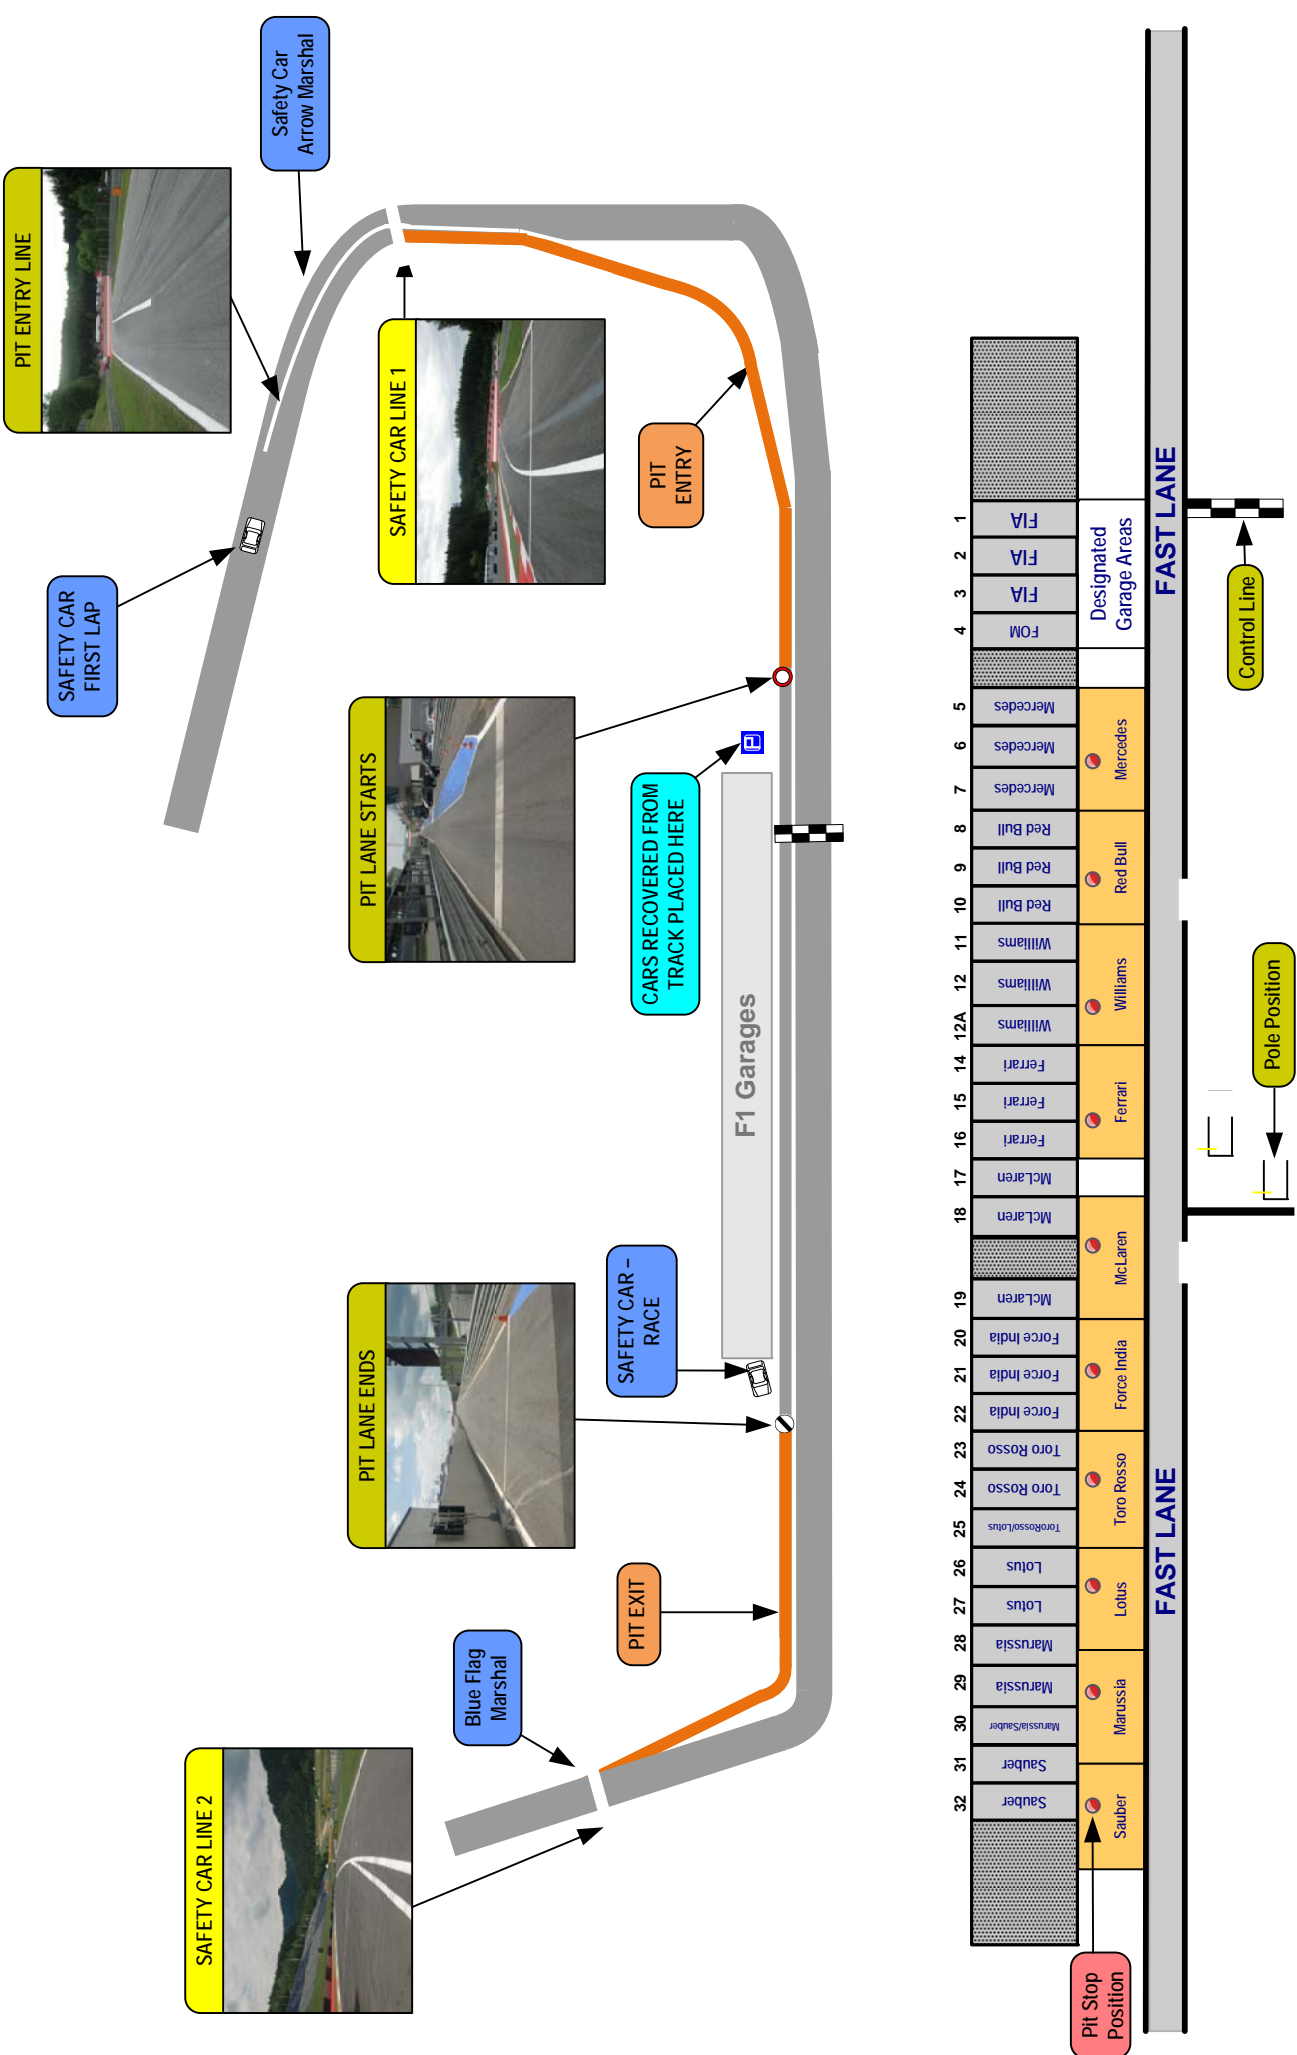 SAFETY CAR LINE 2
Blue Flag
Marshal
PIT EXIT
PIT LANE ENDS
SAFETY CAR –
RACE
F1 Garages
CARS RECOVERED FROM
TRACK PLACED HERE
PIT LANE STARTS
SAFETY CAR
FIRST LAP
SAFETY CAR LINE 1
PIT
ENTRY
PIT ENTRY LINE
Safety Car
Arrow Marshal
32
31
30
29
28
27
26
25
24
23
22
21
20
19
18
17
16
15
14
12A
12
11
10
9
8
7
6
5
4
3
2
1
Sauber
Sauber
Marussia/Sauber
Marussia
Marussia
Lotus
Lotus
ToroRosso/Lotus
Toro Rosso
Toro Rosso
Force India
Force India
Force India
McLaren
McLaren
McLaren
Ferrari
Ferrari
Ferrari
Williams
Williams
Williams
Red Bull
Red Bull
Red Bull
Mercedes
Mercedes
Mercedes
FOM
FIA
FIA
FIA
Sauber
Marussia
Lotus
Toro Rosso
Force India
McLaren
Ferrari
Williams
Red Bull
Mercedes
Designated
Garage Areas
Pit Stop
Position
FAST LANE
FAST LANE
Pole Position
Control Line